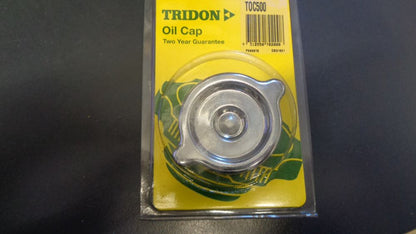 TRIDON
TOC500
Oil Cap
Two Year Guarantee